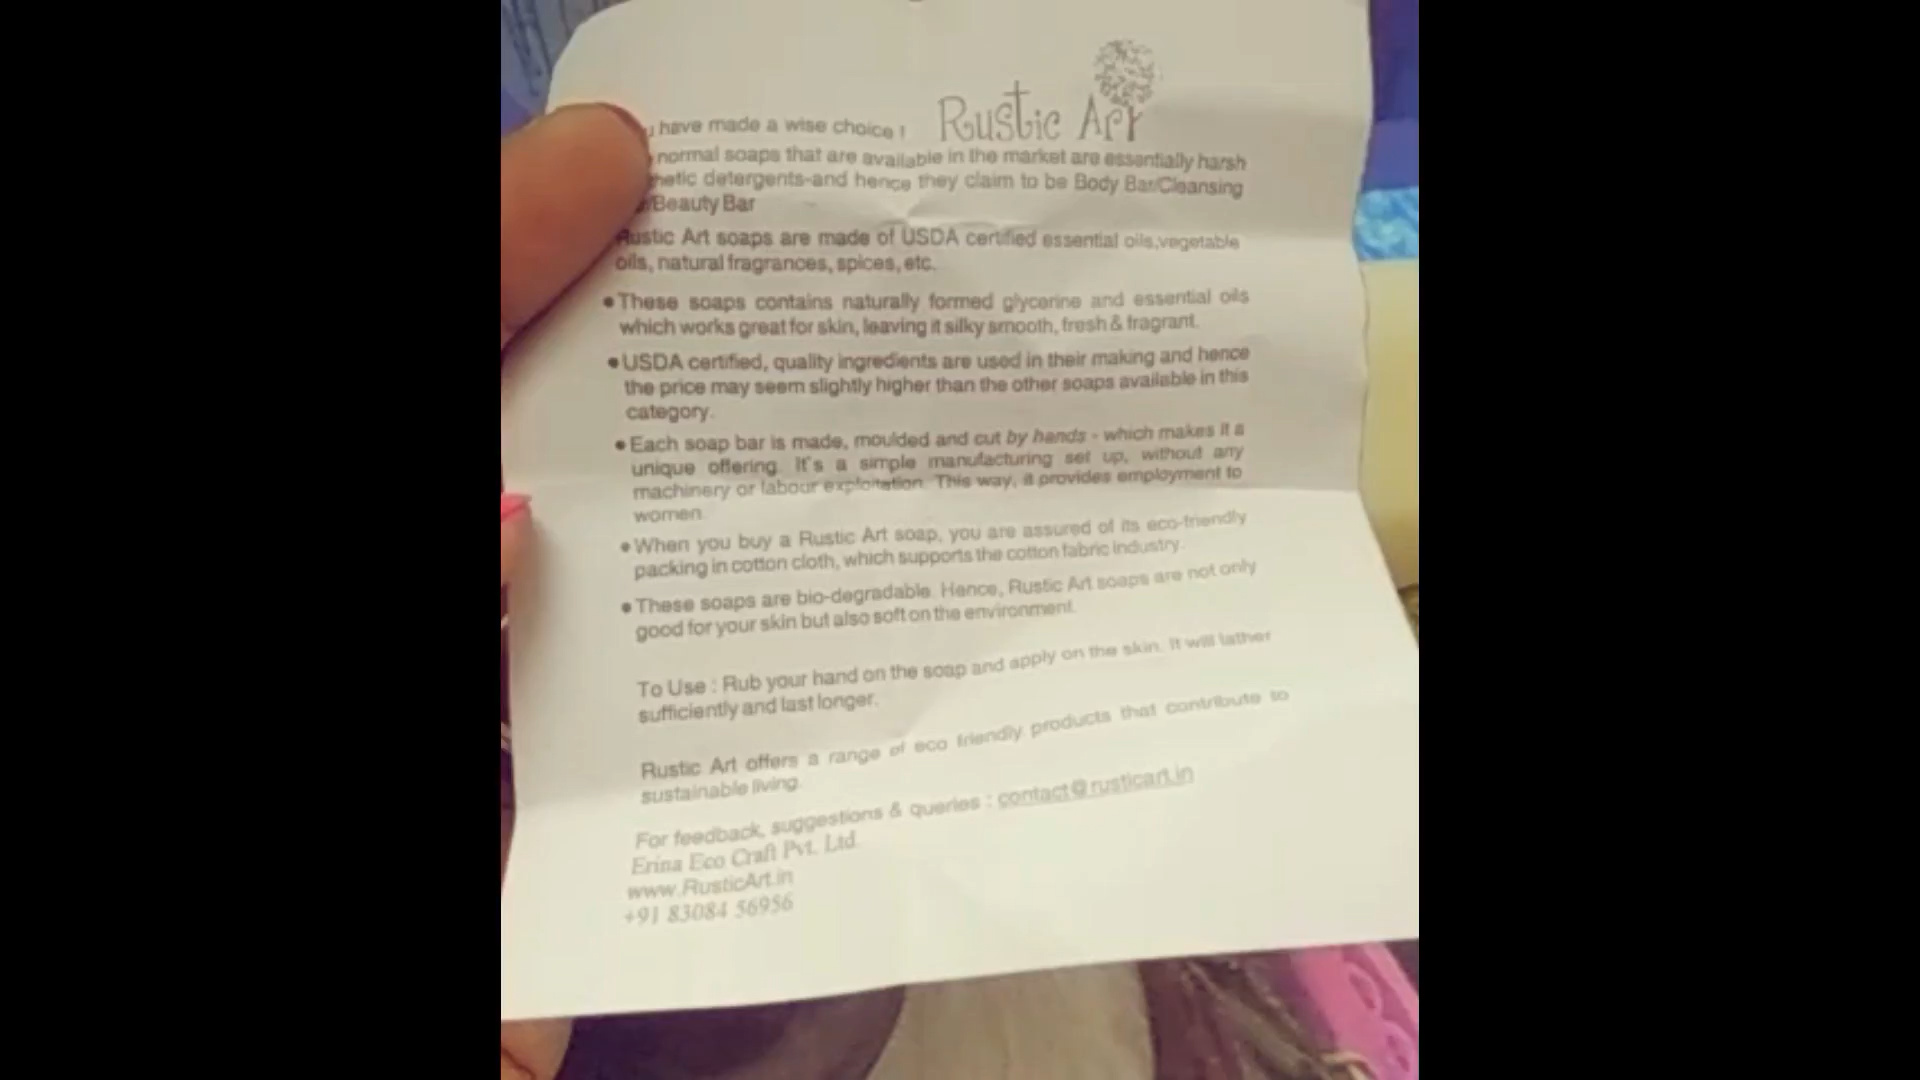 have made a wise choice !
Rustic Art
normal soaps that are available in the market are essentially harsh
hetic detergents-and hence they claim to be Body Bar/Cleansing
/Beauty Bar
Rustic Art soaps are made of USDA certified essential oils,vegetable
oils, natural fragrances, spices, etc.
• These soaps contains naturally formed glycerine and essential oils
which works great for skin, leaving it silky smooth, fresh & fragrant.
• USDA certified, quality ingredients are used in their making and hence
the price may seem slightly higher than the other soaps available in this
category.
• Each soap bar is made, moulded and cut by hands - which makes it a
unique offering. It's a simple manufacturing set up, without any
machinery or labour exploitation. This way, it provides employment to
women.
• When you buy a Rustic Art soap, you are assured of its eco-friendly
packing in cotton cloth, which supports the cotton fabric industry.
• These soaps are bio-degradable. Hence, Rustic Art soaps are not only
good for your skin but also soft on the environment.
To Use : Rub your hand on the soap and apply on the skin. It will lather
sufficiently and last longer.
Rustic Art offers a range of eco friendly products that contribute to
sustainable living.
For feedback, suggestions & queries : contact@rusticart.in
Erina Eco Craft Pvt. Ltd.
www.RusticArt.in
+91 83084 56956